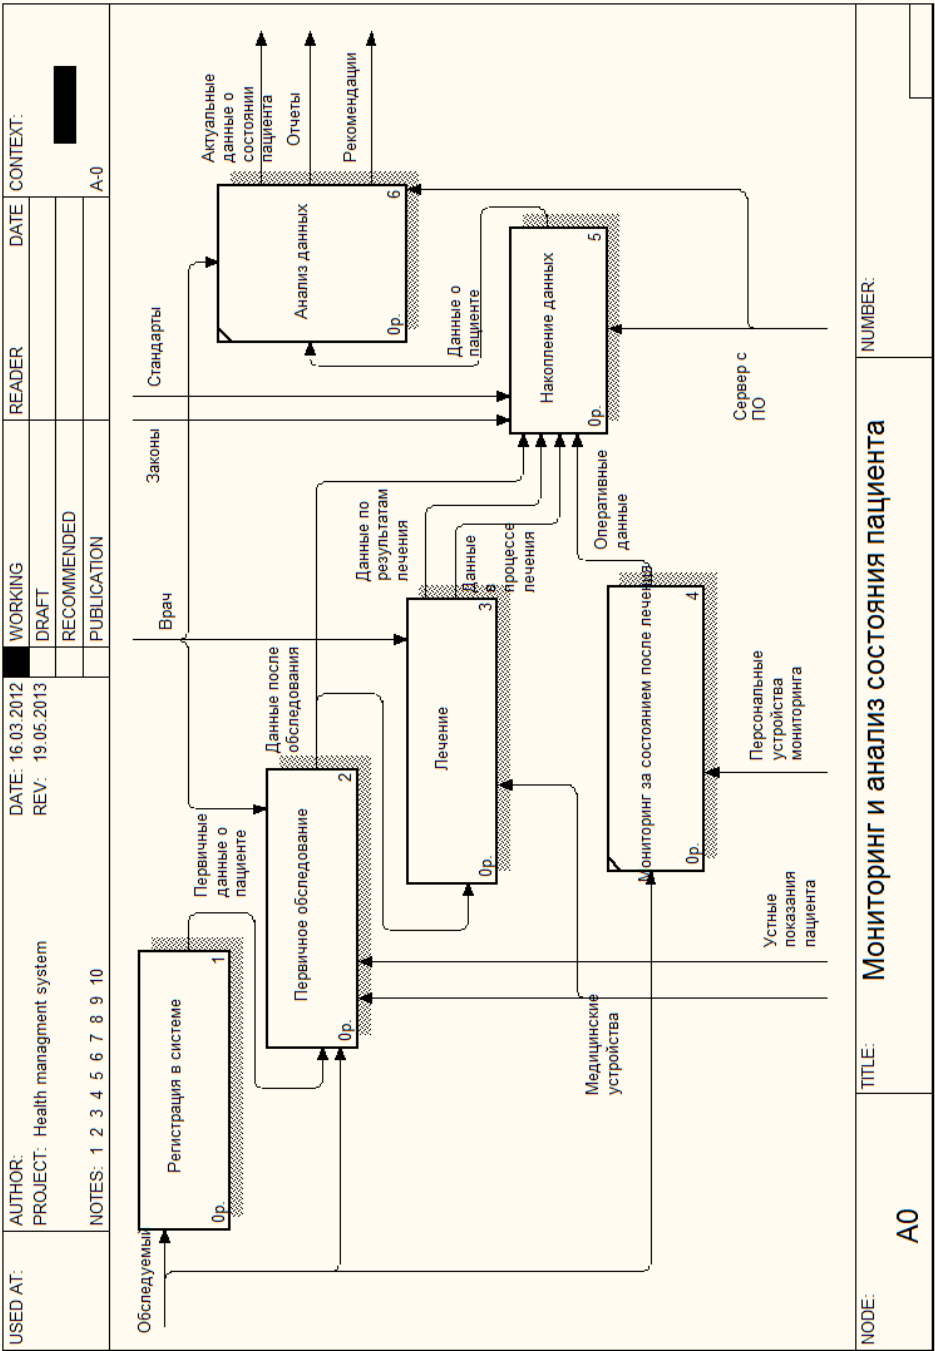 USED AT:
AUTHOR:
PROJECT: Health managment system
NOTES: 1 2 3 4 5 6 7 8 9 10
DATE: 16.03.2012
REV: 19.05.2013
WORKING
DRAFT
RECOMMENDED
PUBLICATION
READER
DATE
CONTEXT:
A-0
Обследуемый
Регистрация в системе
0р.
1
Первичные
данные о
пациенте
Первичное обследование
0р.
2
Данные после
обследования
Врач
Законы
Стандарты
Лечение
0р.
3
Данные по
результатам
лечения
Данные
в
процессе
лечения
Мониторинг за состоянием после лечения
0р.
4
Оперативные
данные
Накопление данных
0р.
5
Данные о
пациенте
Анализ данных
0р.
6
Актуальные
данные о
состоянии
пациента
Отчеты
Рекомендации
Медицинские
устройства
Устные
показания
пациента
Персональные
устройства
мониторинга
Сервер с
ПО
NODE:
A0
TITLE:
Мониторинг и анализ состояния пациента
NUMBER: